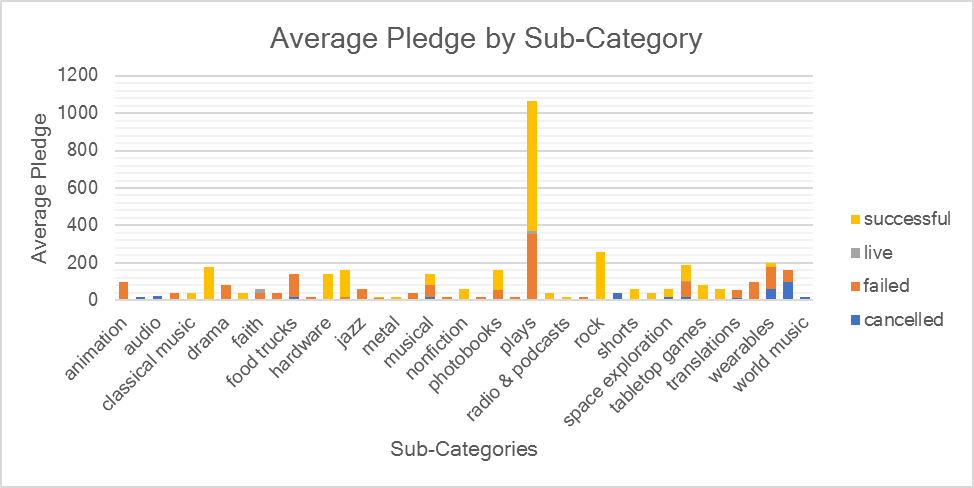 Average Pledge by Sub-Category
1200
1000
800
600
400
200
0
Average Pledge
animation
audio
classical music
drama
faith
food trucks
hardware
jazz
metal
musical
nonfiction
photobooks
plays
radio & podcasts
rock
shorts
space exploration
tabletop games
translations
wearables
world music
Sub-Categories
successful
live
failed
cancelled